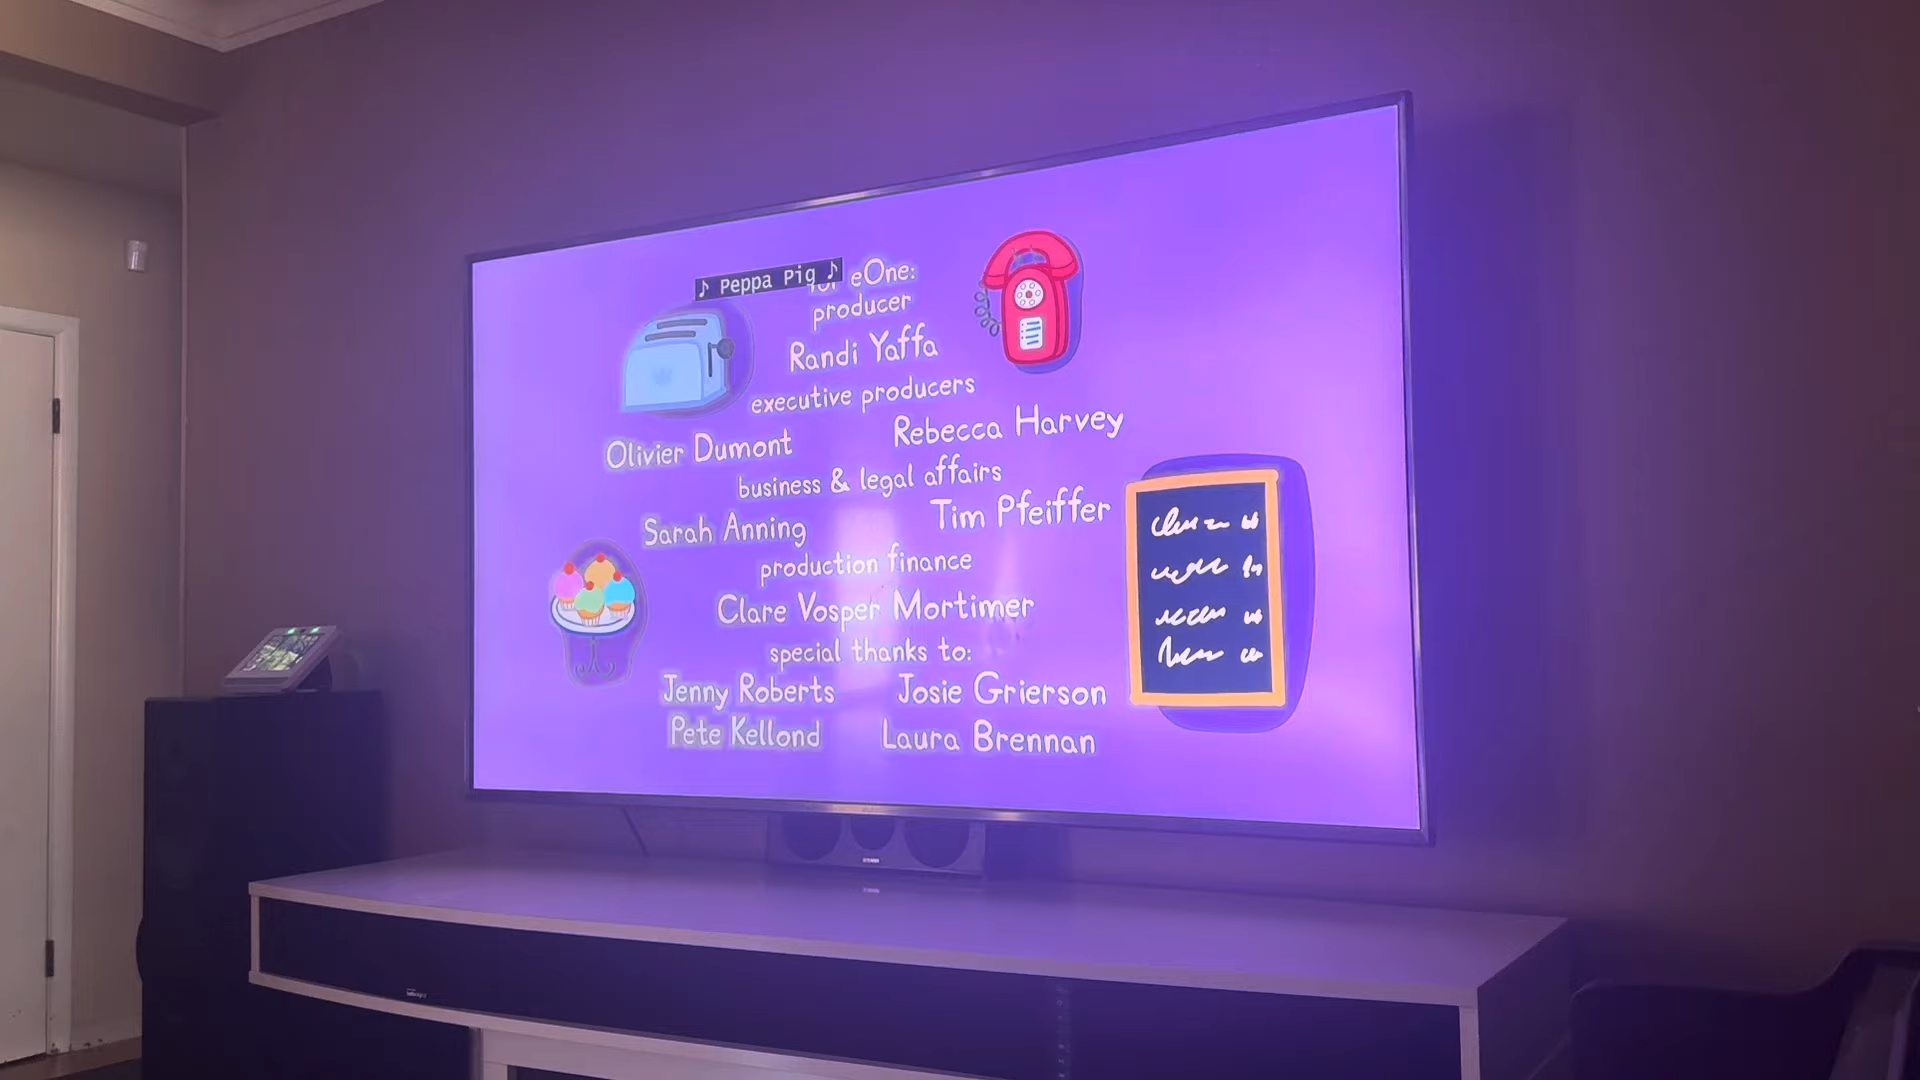 ♪ Peppa Pig ♪
for eOne:
producer
Randi Yaffa
executive producers
Olivier Dumont Rebecca Harvey
business & legal affairs
Sarah Anning Tim Pfeiffer
production finance
Clare Vosper Mortimer
special thanks to:
Jenny Roberts Josie Grierson
Pete Kellond Laura Brennan